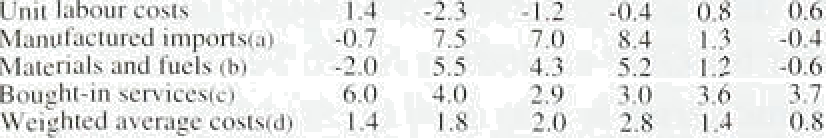 Unit labour costs 1.4 -2.3 -1.2 -0.4 0.8 0.6
Manufactured imports(a) -0.7 7.5 7.0 8.4 1.3 -0.4
Materials and fuels (b) -2.0 5.5 4.3 5.2 1.2 -0.6
Bought-in services(c) 6.0 4.0 2.9 3.0 3.6 3.7
Weighted average costs(d) 1.4 1.8 2.0 2.8 1.4 0.8